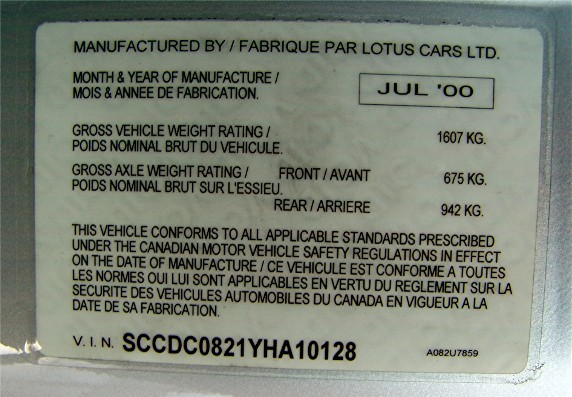 MANUFACTURED BY / FABRIQUE PAR LOTUS CARS LTD.
MONTH & YEAR OF MANUFACTURE /
MOIS & ANNEE DE FABRICATION.
JUL '00
GROSS VEHICLE WEIGHT RATING /
POIDS NOMINAL BRUT DU VEHICULE.
1607 KG.
GROSS AXLE WEIGHT RATING / FRONT / AVANT 675 KG.
POIDS NOMINAL BRUT SUR L'ESSIEU.
REAR / ARRIERE 942 KG.
THIS VEHICLE CONFORMS TO ALL APPLICABLE STANDARDS PRESCRIBED
UNDER THE CANADIAN MOTOR VEHICLE SAFETY REGULATIONS IN EFFECT
ON THE DATE OF MANUFACTURE / CE VEHICULE EST CONFORME A TOUTES
LES NORMES OUI LUI SONT APPLICABLES EN VERTU DU REGLEMENT SUR LA
SECURITE DES VEHICULES AUTOMOBILES DU CANADA EN VIGUEUR A LA
DATE DE SA FABRICATION.
V. I. N. SCCDC0821YHA10128 A082U7859